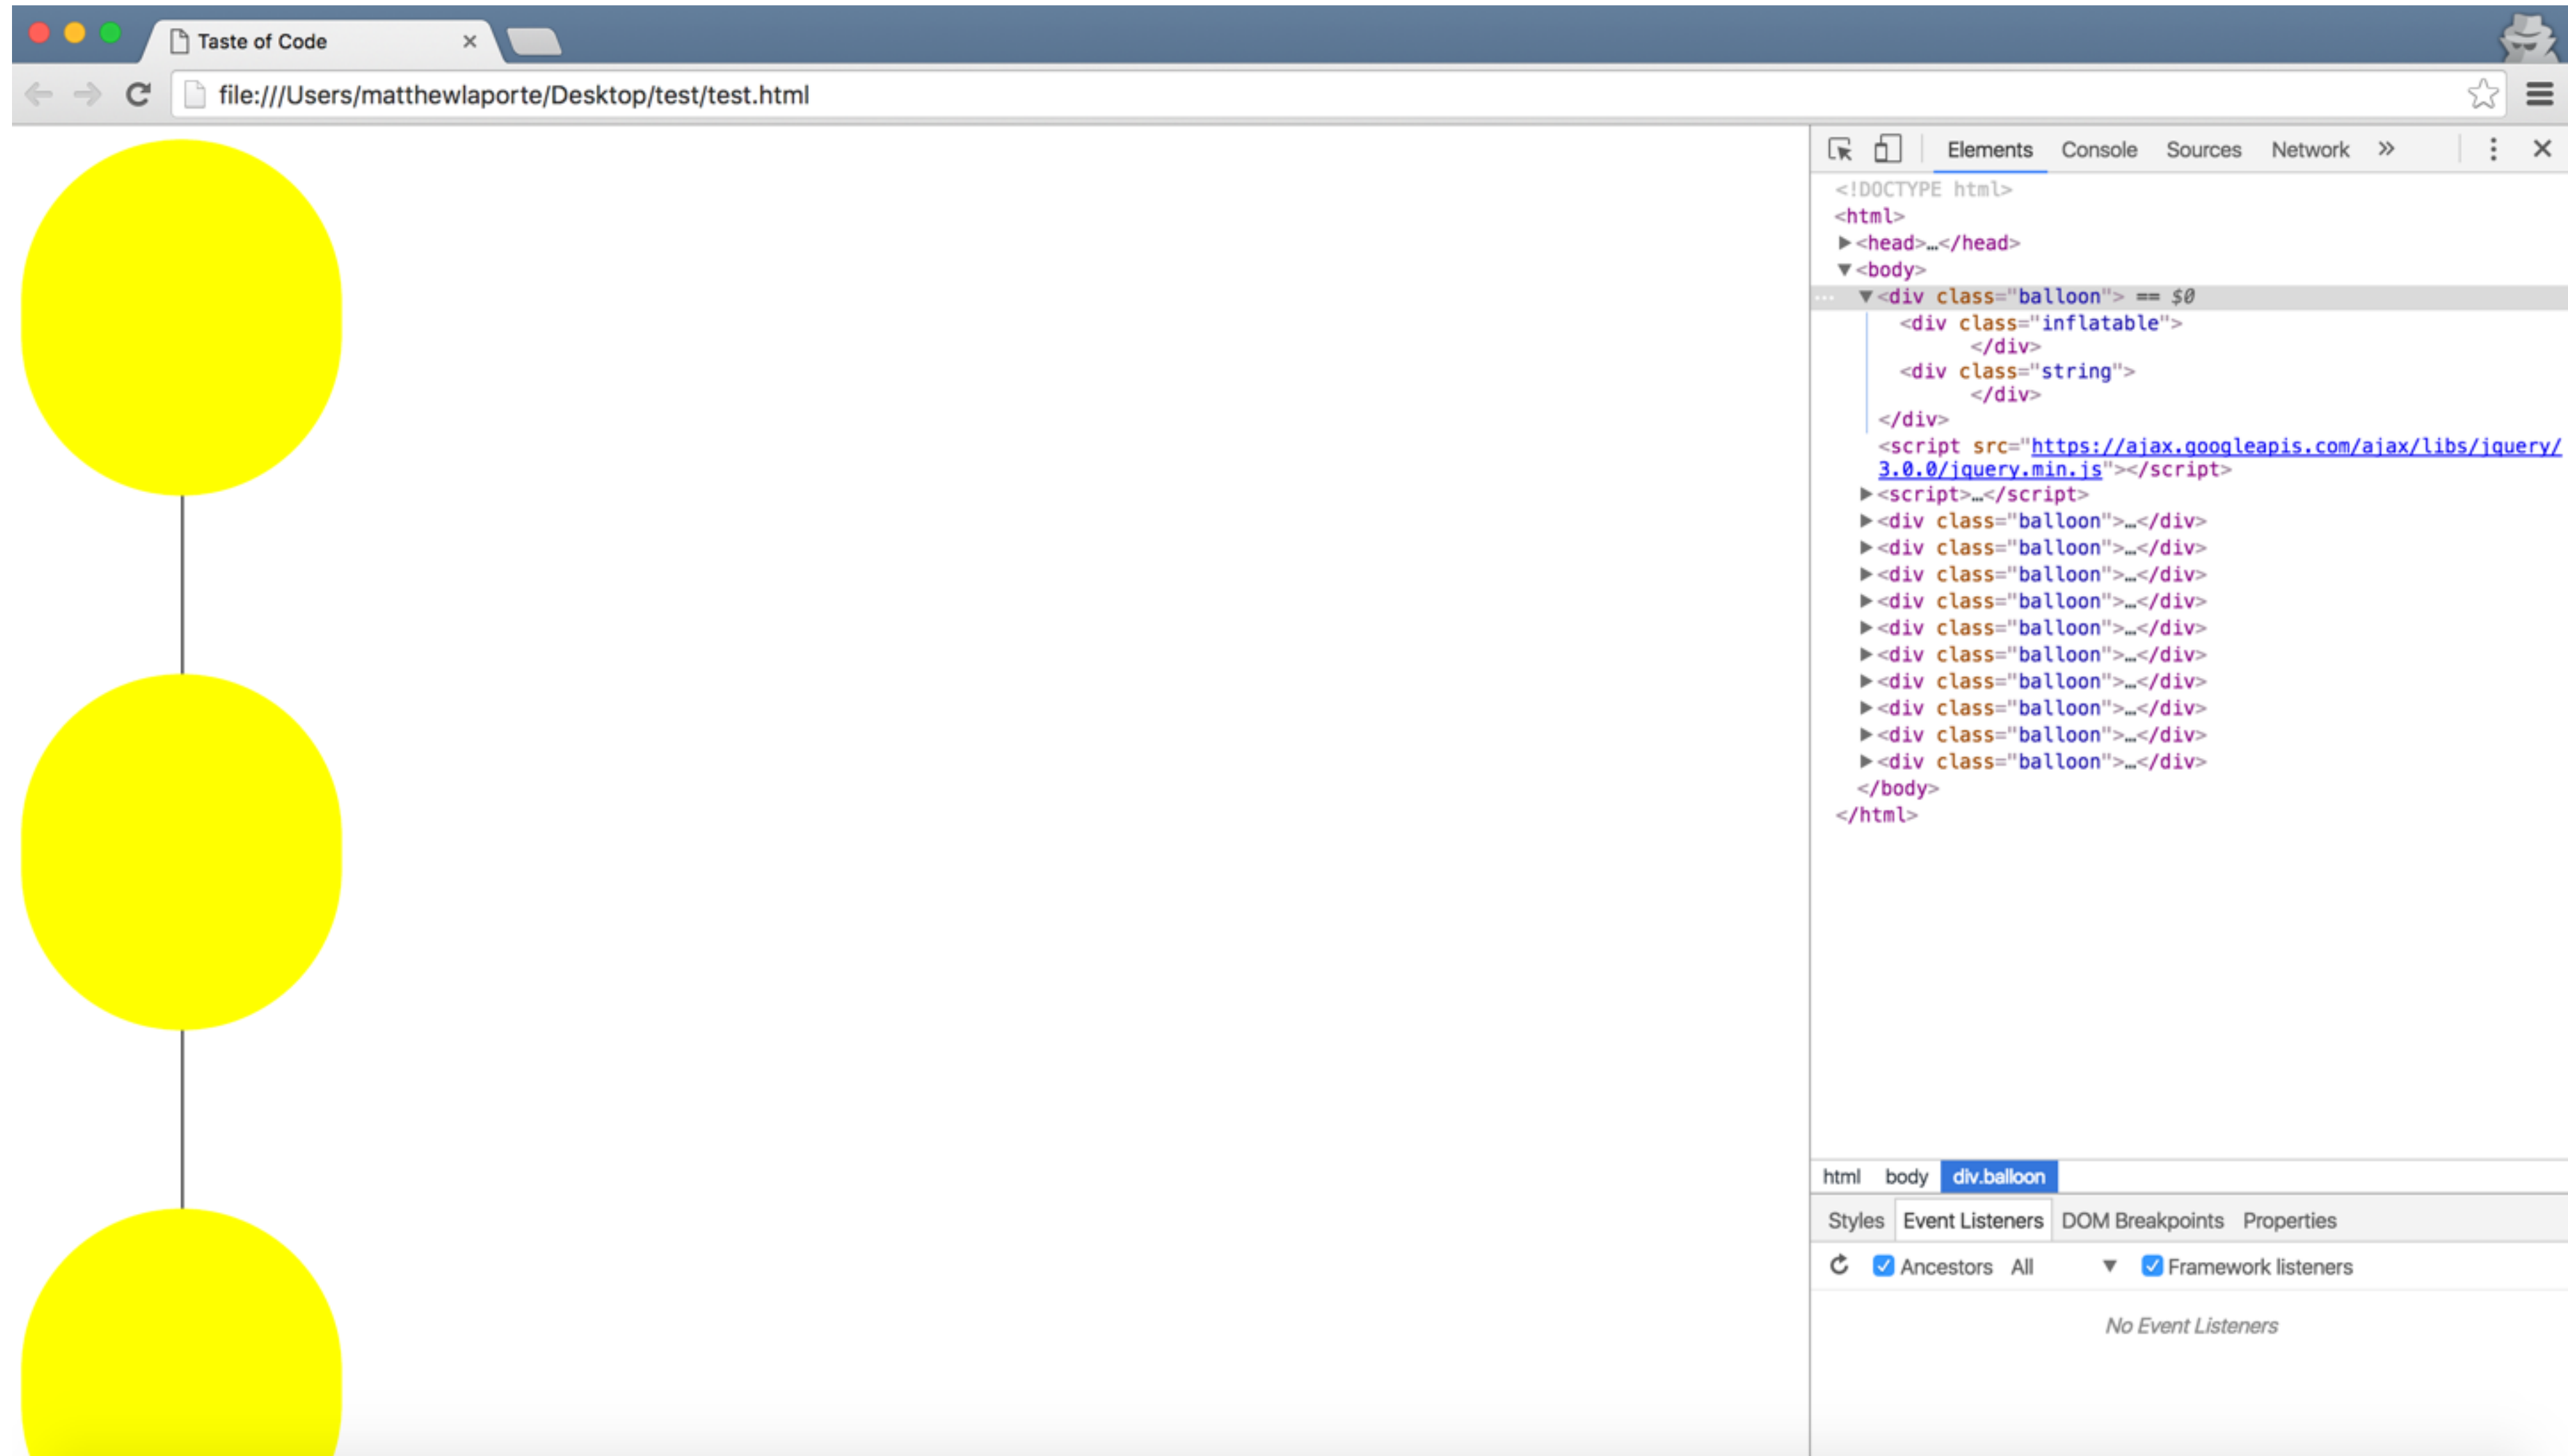 Taste of Code
file:///Users/matthewlaporte/Desktop/test/test.html
Elements Console Sources Network »
<!DOCTYPE html>
<html>
<head>…</head>
<body>
<div class="balloon"> == $0
<div class="inflatable">
</div>
<div class="string">
</div>
</div>
<script src="https://ajax.googleapis.com/ajax/libs/jquery/
3.0.0/jquery.min.js"></script>
<script>…</script>
<div class="balloon">…</div>
<div class="balloon">…</div>
<div class="balloon">…</div>
<div class="balloon">…</div>
<div class="balloon">…</div>
<div class="balloon">…</div>
<div class="balloon">…</div>
<div class="balloon">…</div>
<div class="balloon">…</div>
<div class="balloon">…</div>
</body>
</html>
html body div.balloon
Styles Event Listeners DOM Breakpoints Properties
Ancestors All Framework listeners
No Event Listeners